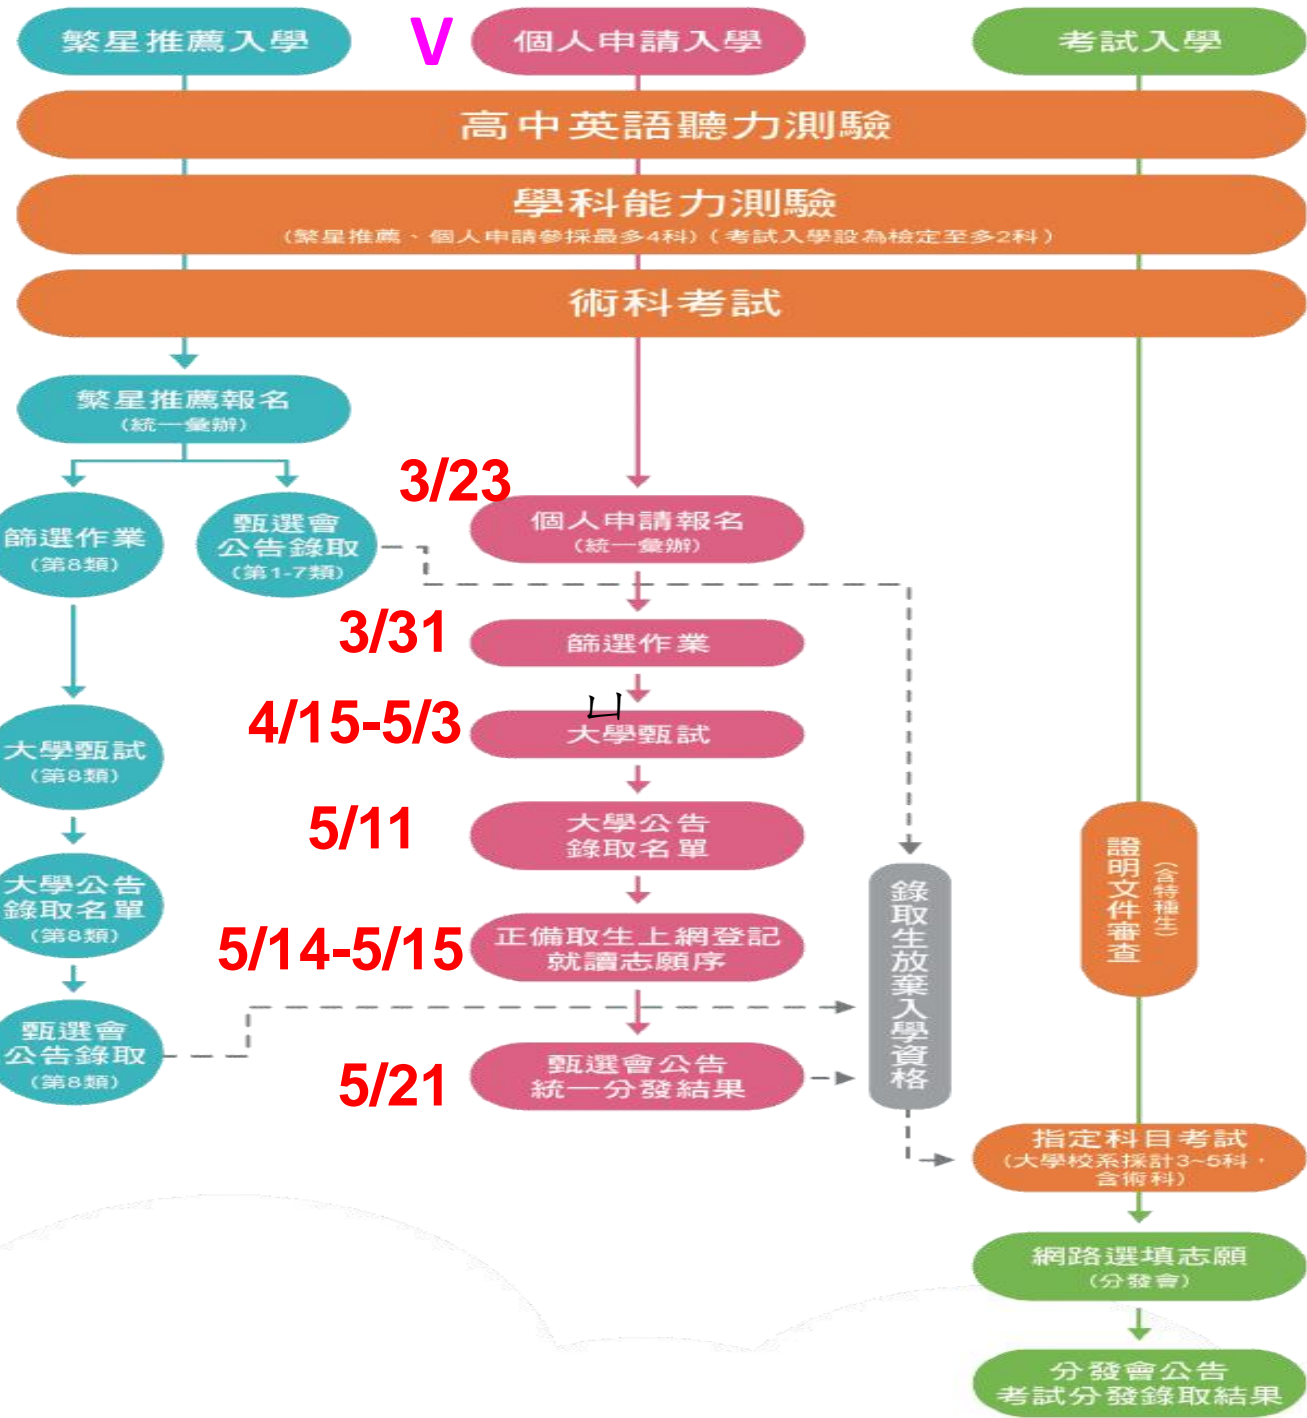 繁星推薦入學
V
個人申請入學
考試入學
高中英語聽力測驗
學科能力測驗
(繁星推薦、個人申請參採最多4科)(考試入學設為檢定至多2科)
術科考試
繁星推薦報名
(統一彙辦)
篩選作業
(第8類)
甄選會
公告錄取
(第1-7類)
大學甄試
(第8類)
大學公告
錄取名單
(第8類)
甄選會
公告錄取
(第8類)
3/23
個人申請報名
(統一彙辦)
3/31
篩選作業
4/15-5/3
ㄩ
大學甄試
5/11
大學公告
錄取名單
5/14-5/15
正備取生上網登記
就讀志願序
5/21
甄選會公告
統一分發結果
錄取生放棄入學資格
證明文件審查
(含特種生)
指定科目考試
(大學校系採計3~5科,
含術科)
網路選填志願
(分發會)
分發會公告
考試分發錄取結果